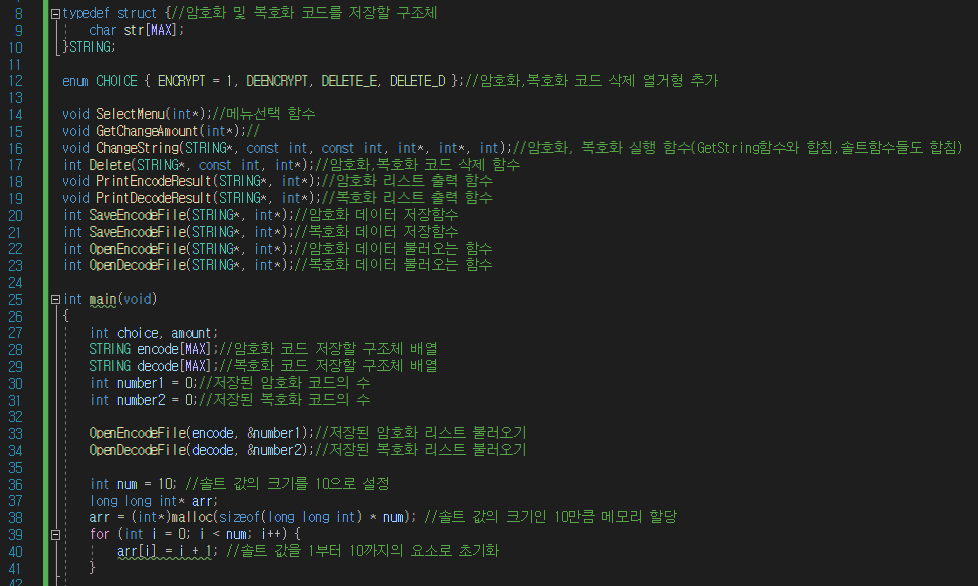 8 typedef struct {//암호화 및 복호화 코드를 저장할 구조체
9 char str[MAX];
10 }STRING;
11
12 enum CHOICE { ENCRYPT = 1, DEENCRYPT, DELETE_E, DELETE_D };//암호화,복호화 코드 삭제 열거형 추가
13
14 void SelectMenu(int*);//메뉴선택 함수
15 void GetChangeAmount(int*);//
16 void ChangeString(STRING*, const int, const int, int*, int*, int);//암호화, 복호화 실행 함수(GetString함수와 합침,솔트함수들도 합침)
17 int Delete(STRING*, const int, int*);//암호화,복호화 코드 삭제 함수
18 void PrintEncodeResult(STRING*, int*);//암호화 리스트 출력 함수
19 void PrintDecodeResult(STRING*, int*);//복호화 리스트 출력 함수
20 int SaveEncodeFile(STRING*, int*);//암호화 데이터 저장함수
21 int SaveEncodeFile(STRING*, int*);//복호화 데이터 저장함수
22 int OpenEncodeFile(STRING*, int*);//암호화 데이터 불러오는 함수
23 int OpenDecodeFile(STRING*, int*);//복호화 데이터 불러오는 함수
24
25 int main(void)
26 {
27 int choice, amount;
28 STRING encode[MAX];//암호화 코드 저장할 구조체 배열
29 STRING decode[MAX];//복호화 코드 저장할 구조체 배열
30 int number1 = 0;//저장된 암호화 코드의 수
31 int number2 = 0;//저장된 복호화 코드의 수
32
33 OpenEncodeFile(encode, &number1);//저장된 암호화 리스트 불러오기
34 OpenDecodeFile(decode, &number2);//저장된 복호화 리스트 불러오기
35
36 int num = 10; //솔트 값의 크기를 10으로 설정
37 long long int* arr;
38 arr = (int*)malloc(sizeof(long long int) * num); //솔트 값의 크기인 10만큼 메모리 할당
39 for (int i = 0; i < num; i++) {
40 arr[i] = i + 1; //솔트 값을 1부터 10까지의 요소로 초기화
41 }
42